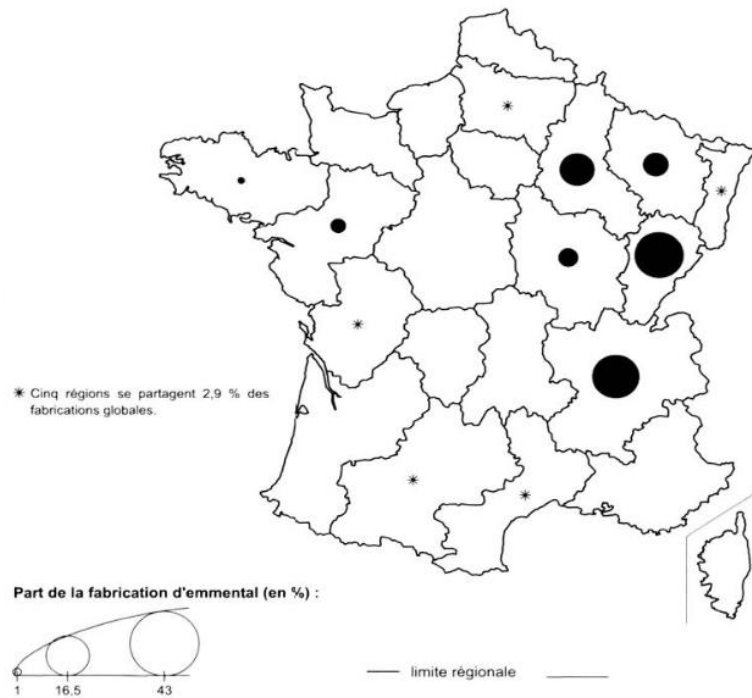 * Cinq régions se partagent 2,9 % des
fabrications globales.
Part de la fabrication d'emmental (en %) :
1 16,5 43
limite régionale